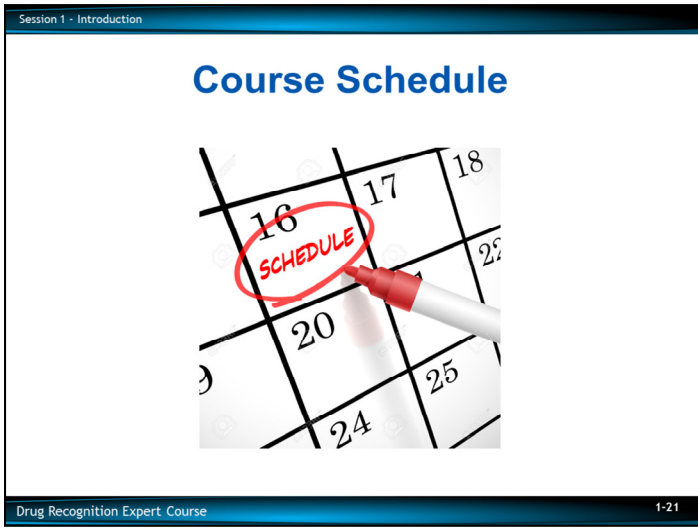 Session 1 - Introduction
Course Schedule
16
17
18
SCHEDULE
20
22
9
24
25
Drug Recognition Expert Course
1-21